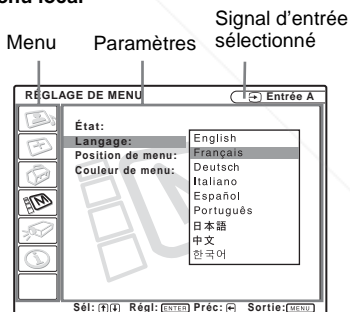 Signal d'entrée
Menu Paramètres sélectionné
RÉGLAGE DE MENU Entrée A
État:
Langage:
Position de menu:
Couleur de menu:
English
Français
Deutsch
Italiano
Español
Português
日本語
中文
한국어
Sél: Régl: ENTER Préc: Sortie: MENU